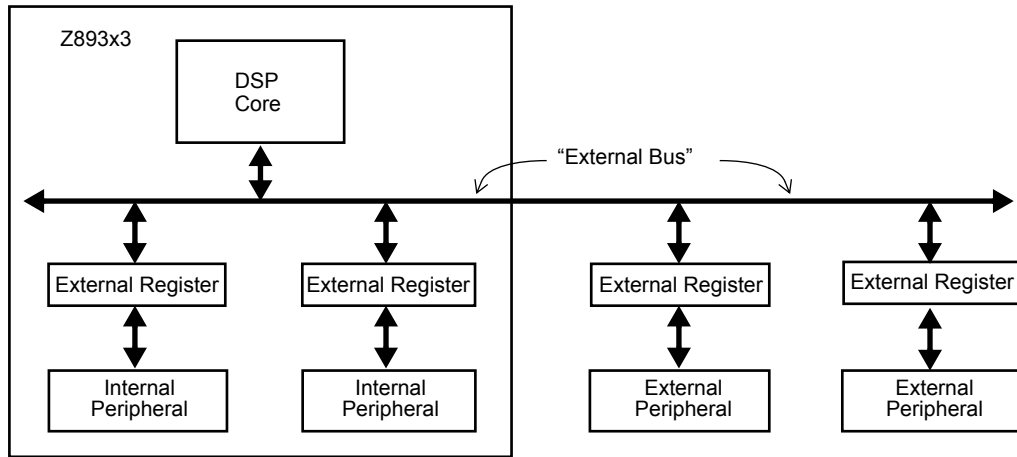 Z893x3
DSP
Core
“External Bus”
External Register
External Register
External Register
External Register
Internal
Peripheral
Internal
Peripheral
External
Peripheral
External
Peripheral